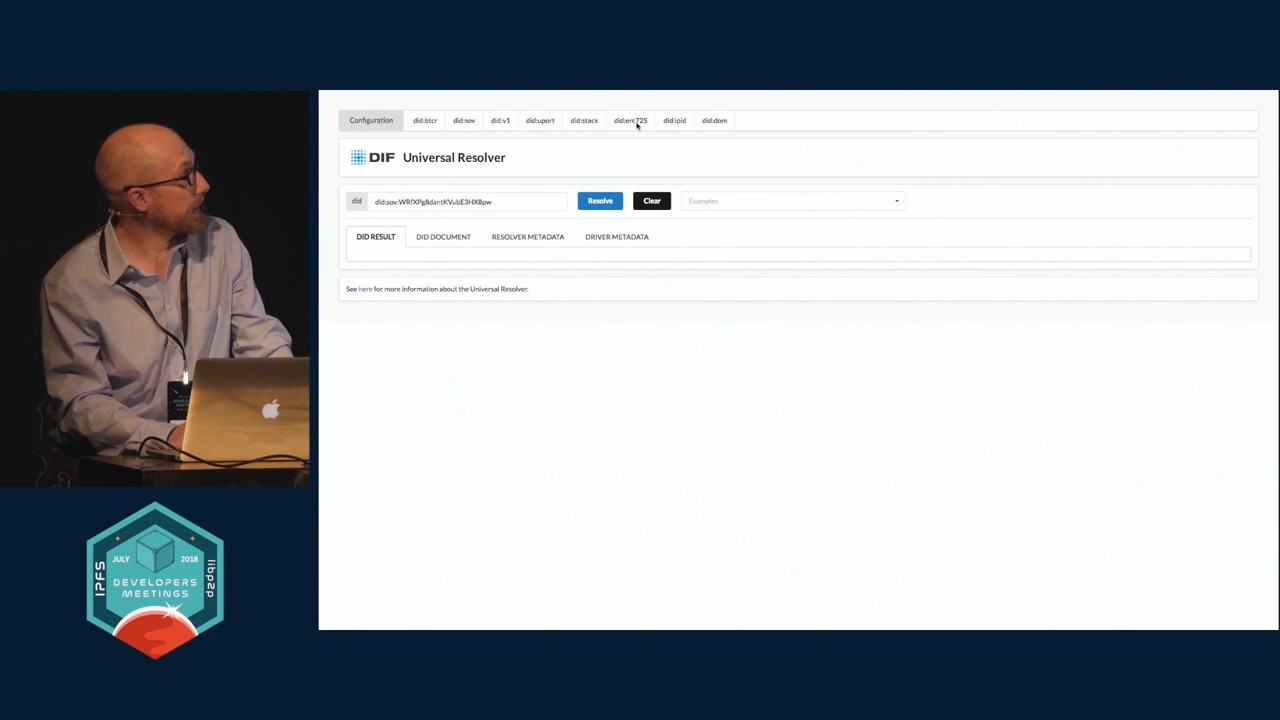 Configuration did:btcr did:sov did:v1 did:uport did:stack did:erc725 did:ipid did:dom
DIF Universal Resolver
did did:sov:WRfXPg8dantKVubE3HX8pw Resolve Clear Examples
DID RESULT DID DOCUMENT RESOLVER METADATA DRIVER METADATA
See here for more information about the Universal Resolver.
IPFS
JULY 2018
libp2p
DEVELOPERS
MEETINGS